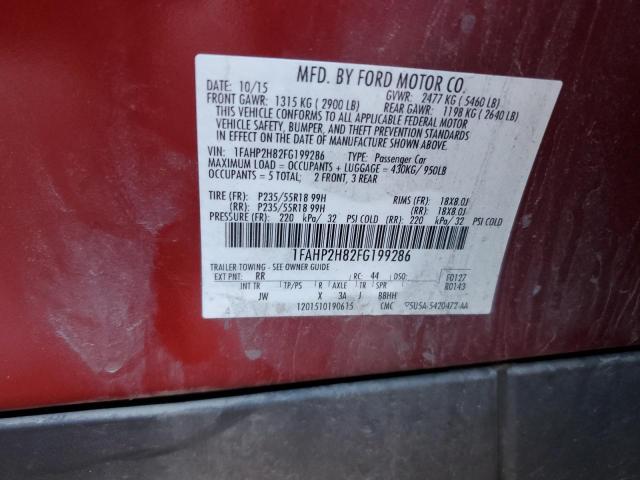 MFD. BY FORD MOTOR CO.
DATE: 10/15 GVWR: 2477 KG ( 5460 LB)
FRONT GAWR: 1315 KG ( 2900 LB) REAR GAWR: 1198 KG ( 2640 LB)
THIS VEHICLE CONFORMS TO ALL APPLICABLE FEDERAL MOTOR
VEHICLE SAFETY, BUMPER, AND THEFT PREVENTION STANDARDS
IN EFFECT ON THE DATE OF MANUFACTURE SHOWN ABOVE.
VIN: 1FAHP2H82FG199286 TYPE: Passenger Car
MAXIMUM LOAD = OCCUPANTS + LUGGAGE = 430KG/ 950LB
OCCUPANTS = 5 TOTAL; 2 FRONT, 3 REAR
TIRE (FR): P235/55R18 99H RIMS (FR): 18X8.0J
(RR): P235/55R18 99H (RR): 18X8.0J
PRESSURE (FR): 220 kPa/ 32 PSI COLD (RR): 220 kPa/ 32 PSI COLD
1FAHP2H82FG199286
TRAILER TOWING - SEE OWNER GUIDE
EXT PNT: RR RC: 44 DSO: F0127
INT TR TP/PS R AXLE TR SPR R0143
JW X 3A J BBHH
1201510190615 CMC 5U5A-5420472-AA